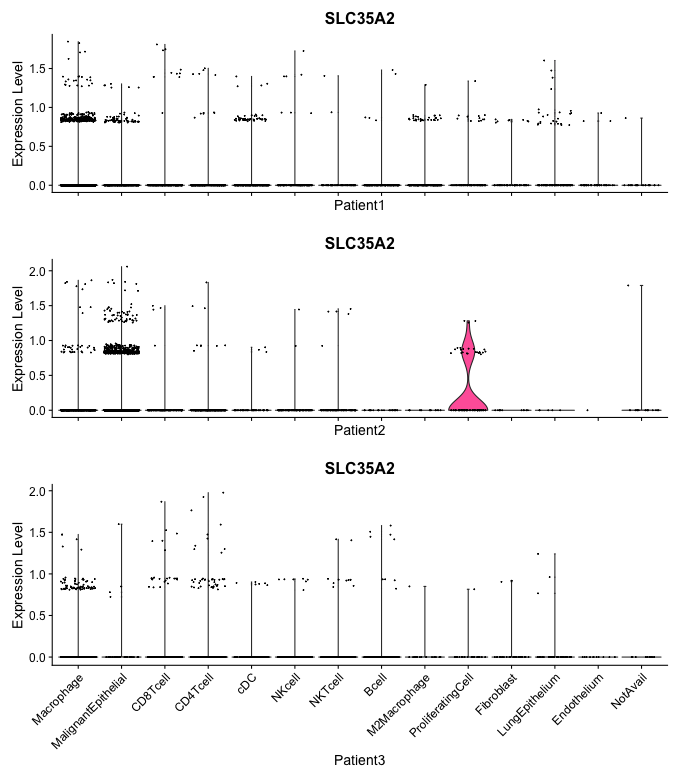 SLC35A2
Expression Level
1.5
1.0
0.5
0.0
Patient1
SLC35A2
Expression Level
2.0
1.5
1.0
0.5
0.0
Patient2
SLC35A2
Expression Level
2.0
1.5
1.0
0.5
0.0
Macrophage
MalignantEpithelial
CD8Tcell
CD4Tcell
cDC
NKcell
NKTcell
Bcell
M2Macrophage
ProliferatingCell
Fibroblast
LungEpithelium
Endothelium
NotAvail
Patient3